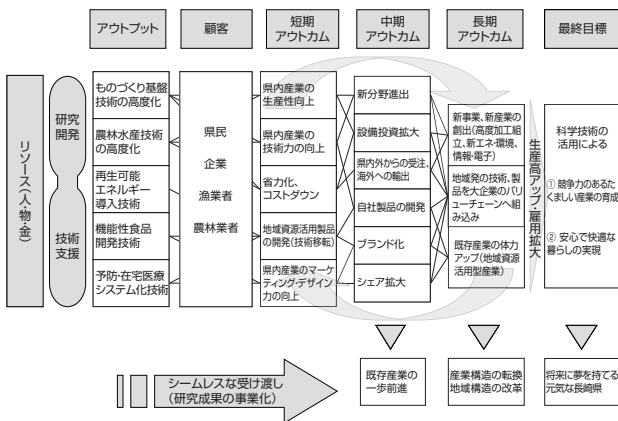 アウトプット
顧客
短期
アウトカム
中期
アウトカム
長期
アウトカム
最終目標
リソース(人・物・金)
研究
開発
技術
支援
ものづくり基盤
技術の高度化
農林水産技術
の高度化
再生可能
エネルギー
導入技術
機能性食品
開発技術
予防・在宅医療
システム化技術
県民
企業
漁業者
農林業者
県内産業の
生産性向上
県内産業の
技術力の向上
省力化、
コストダウン
地域資源活用製品
の開発(技術移転)
県内産業のマーケ
ティング・デザイン
力の向上
新分野進出
設備投資拡大
県内外からの受注、
海外への輸出
自社製品の開発
ブランド化
シェア拡大
新事業、新産業の
創出(高度加工組
立、新エネ・環境、
情報・電子)
地域発の技術、製
品を大企業のバリ
ューチェーンへ組
み込み
既存産業の体力
アップ(地域資源
活用型産業)
生産高アップ・雇用拡大
科学技術の
活用による
① 競争力のあるた
くましい産業の育成
② 安心で快適な
暮らしの実現
シームレスな受け渡し
(研究成果の事業化)
既存産業の
一歩前進
産業構造の転換
地域構造の改革
将来に夢を持てる
元気な長崎県